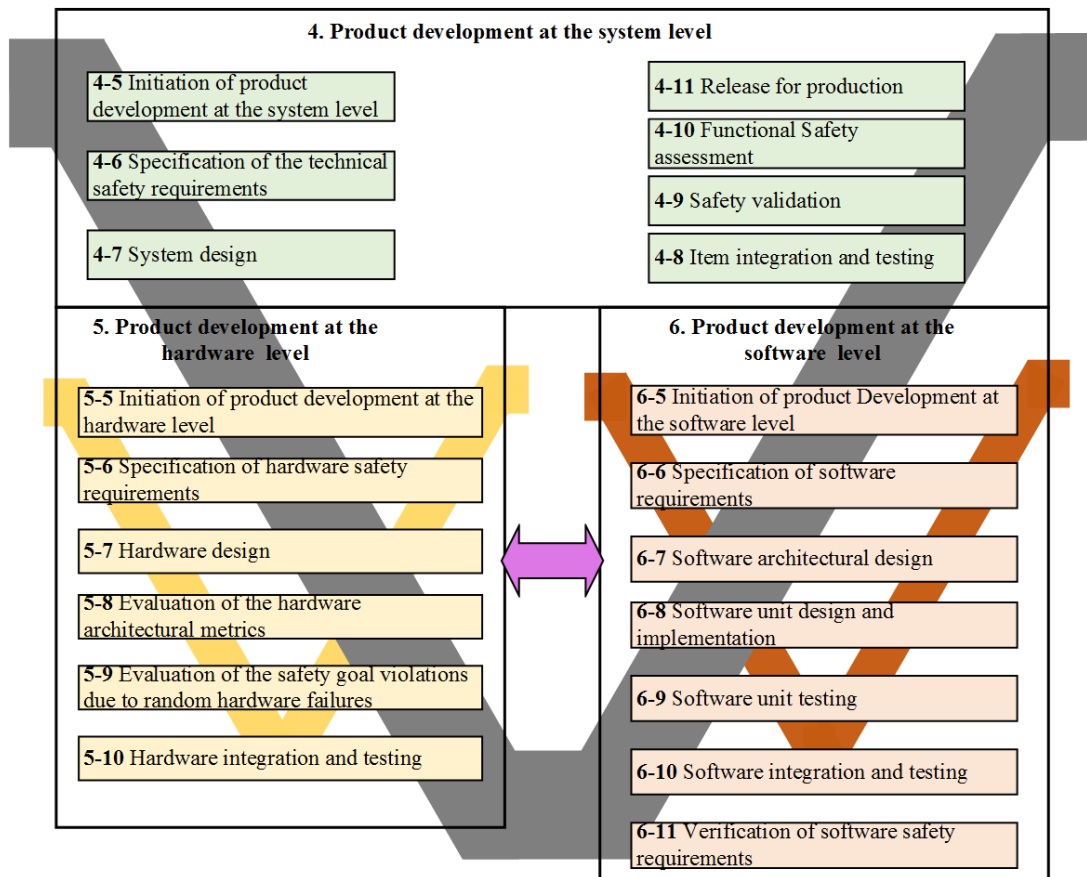 4. Product development at the system level
4-5 Initiation of product
development at the system level
4-6 Specification of the technical
safety requirements
4-7 System design
4-11 Release for production
4-10 Functional Safety
assessment
4-9 Safety validation
4-8 Item integration and testing
5. Product development at the
hardware level
5-5 Initiation of product development at the
hardware level
5-6 Specification of hardware safety
requirements
5-7 Hardware design
5-8 Evaluation of the hardware
architectural metrics
5-9 Evaluation of the safety goal violations
due to random hardware failures
5-10 Hardware integration and testing
6. Product development at the
software level
6-5 Initiation of product Development at
the software level
6-6 Specification of software
requirements
6-7 Software architectural design
6-8 Software unit design and
implementation
6-9 Software unit testing
6-10 Software integration and testing
6-11 Verification of software safety
requirements